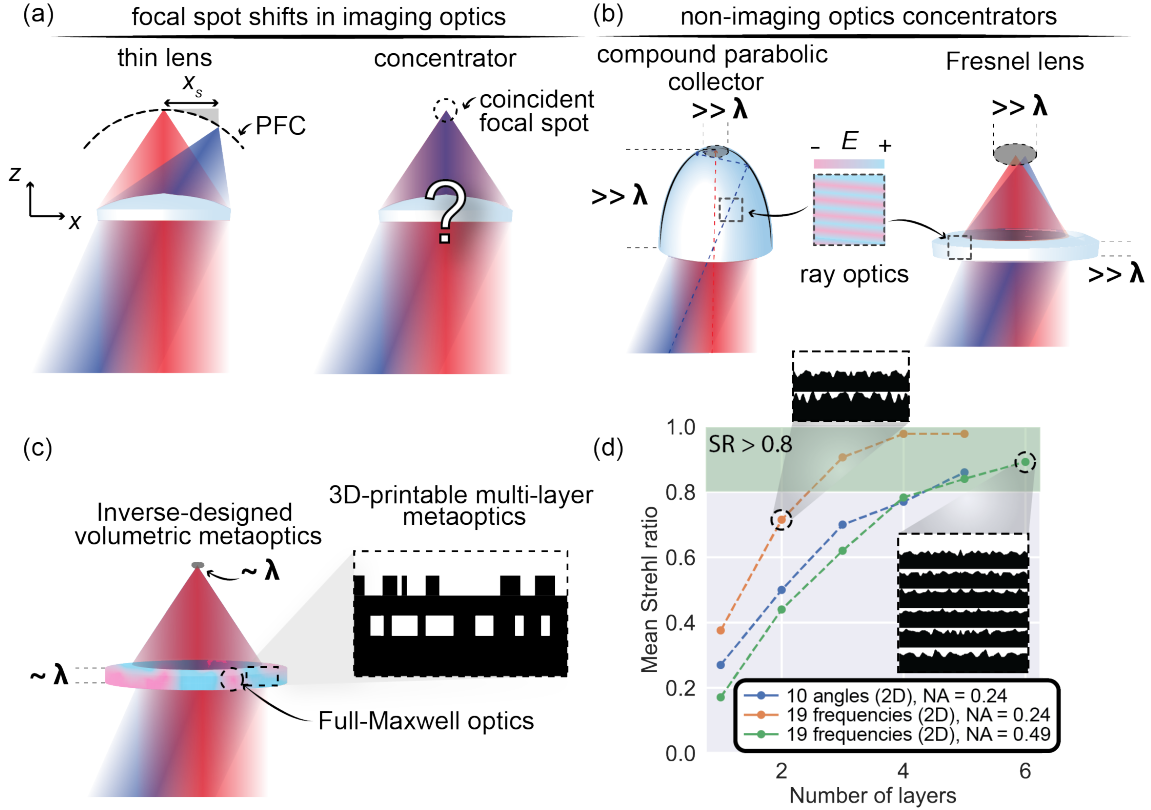 (a)
focal spot shifts in imaging optics
thin lens
concentrator
xs
PFC
coincident
focal spot
z
x
?
(b)
non-imaging optics concentrators
compound parabolic
collector
Fresnel lens
>> λ
>> λ
>> λ
>> λ
- E +
ray optics
(c)
Inverse-designed
volumetric metaoptics
3D-printable multi-layer
metaoptics
~ λ
~ λ
Full-Maxwell optics
(d)
SR > 0.8
Mean Strehl ratio
1.0
0.8
0.6
0.4
0.2
0.0
10 angles (2D), NA = 0.24
19 frequencies (2D), NA = 0.24
19 frequencies (2D), NA = 0.49
2 4 6
Number of layers